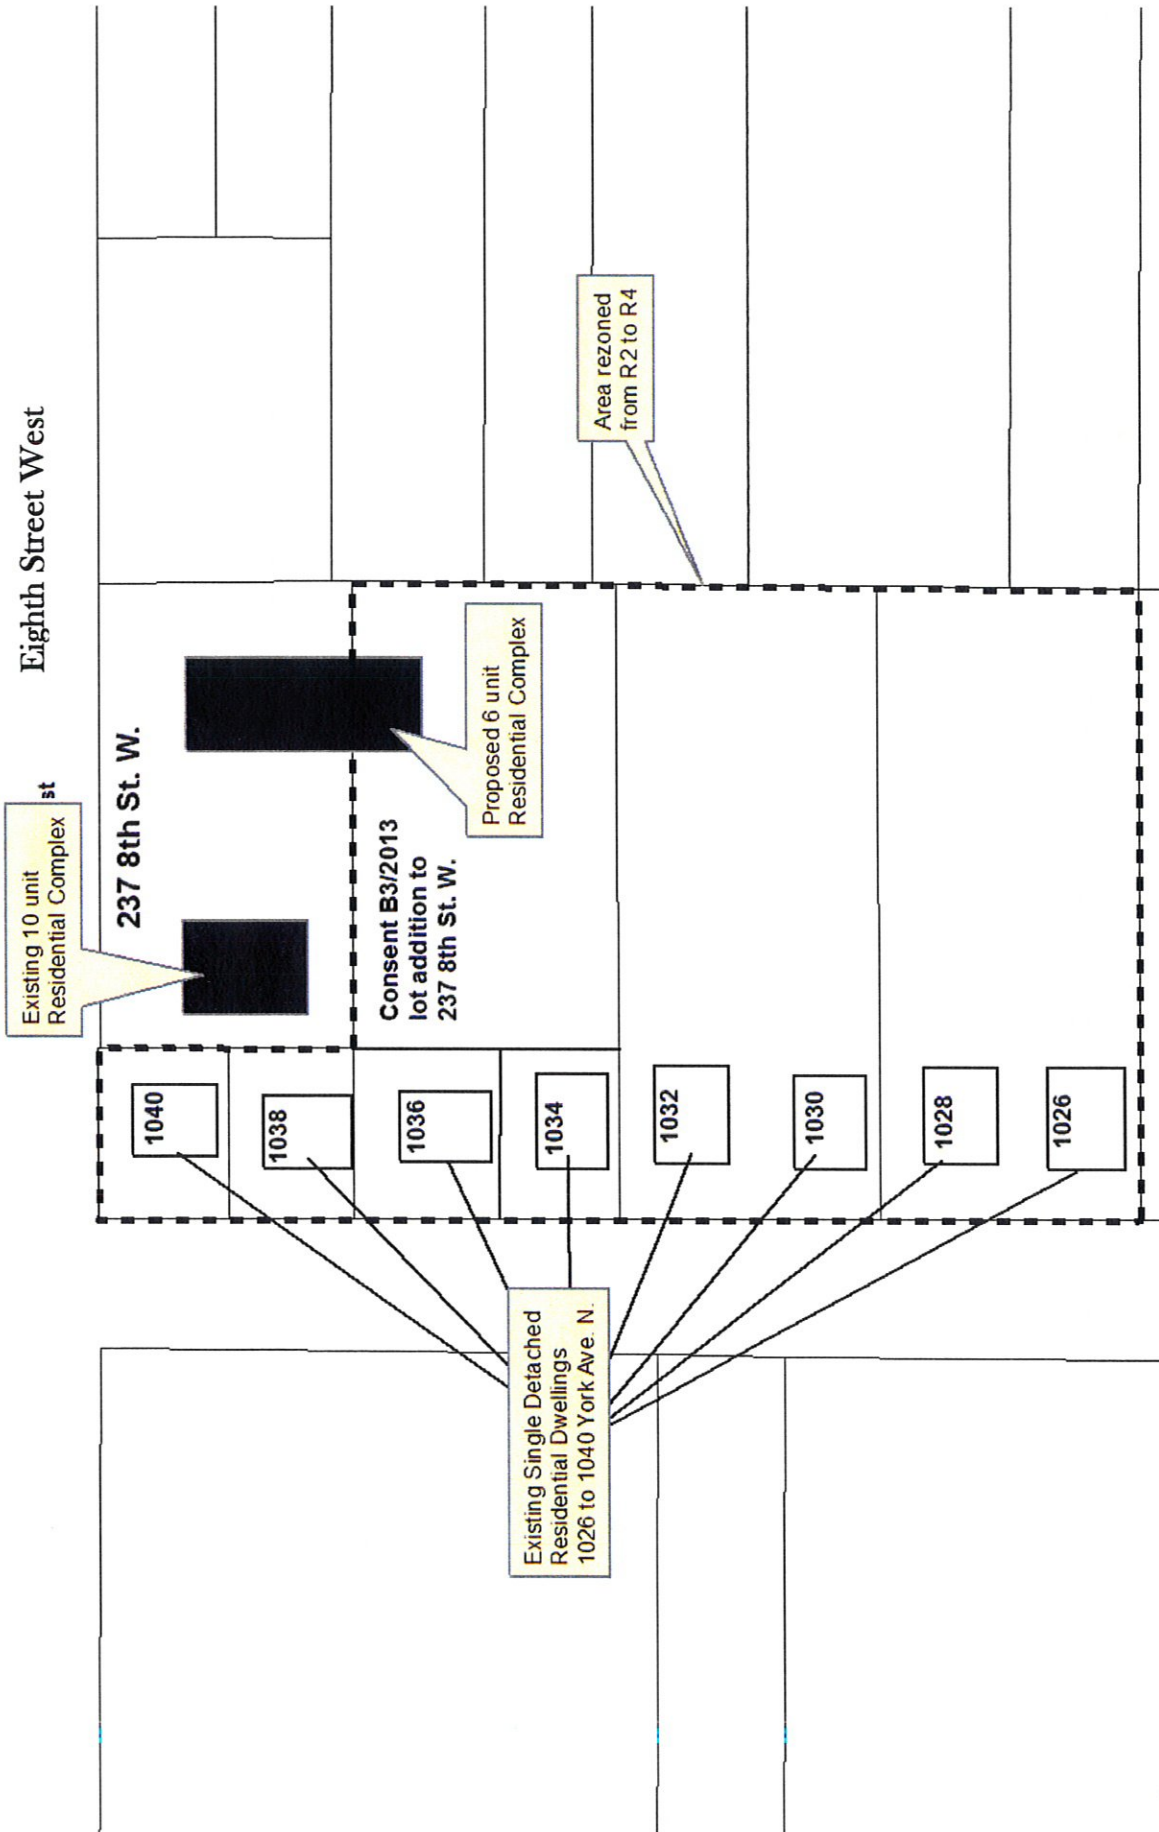 Eighth Street West
st
Existing 10 unit
Residential Complex
237 8th St. W.
Proposed 6 unit
Residential Complex
Consent B3/2013
lot addition to
237 8th St. W.
Area rezoned
from R2 to R4
1040
1038
1036
1034
1032
1030
1028
1026
Existing Single Detached
Residential Dwellings
1026 to 1040 York Ave. N.